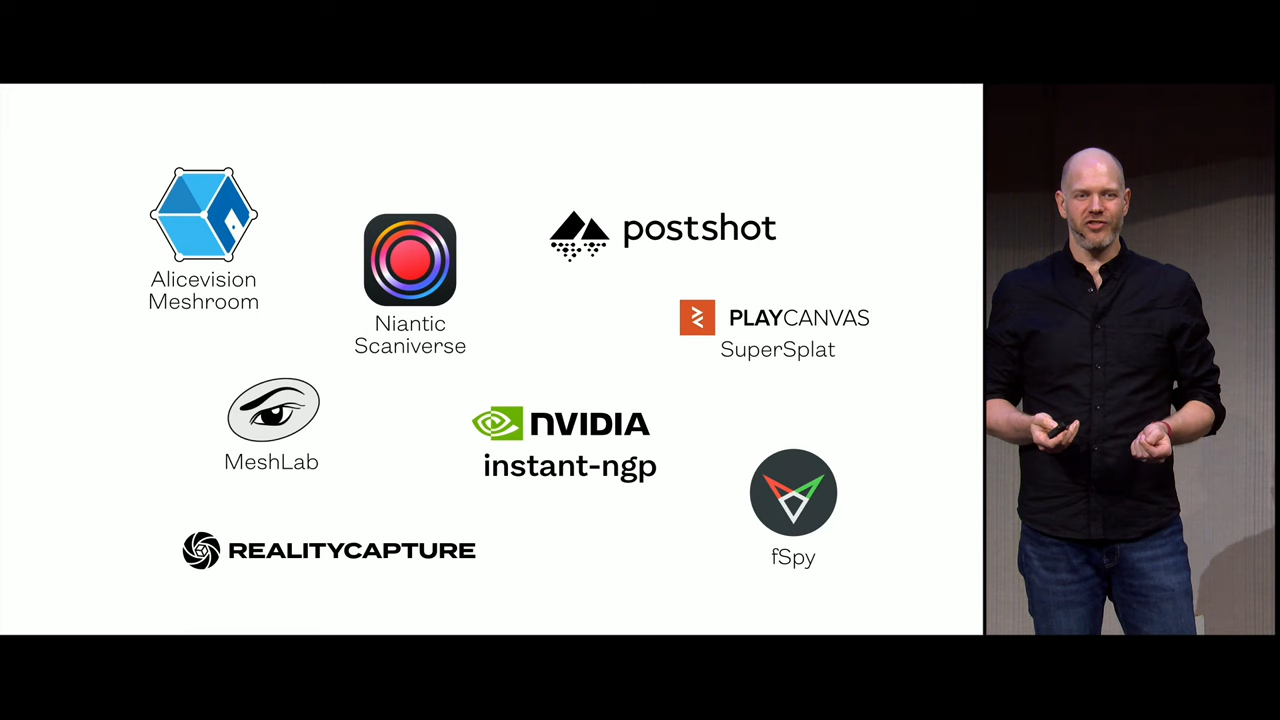 Alicevision
Meshroom
Niantic
Scaniverse
postshot
PLAYCANVAS
SuperSplat
MeshLab
NVIDIA
instant-ngp
REALITYCAPTURE
fSpy